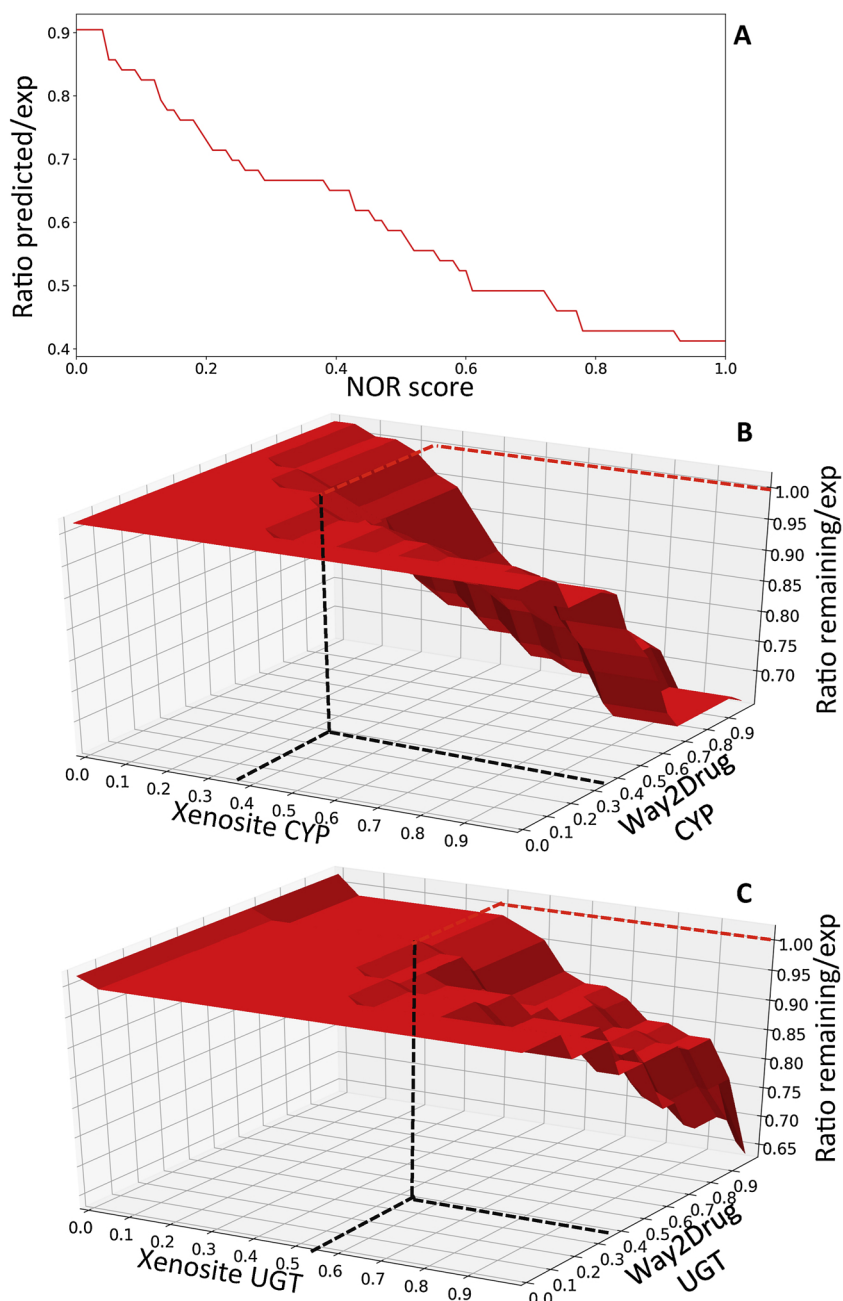 A
0.9
0.8
0.7
0.6
0.5
0.4
Ratio predicted/exp
0.0 0.2 0.4 0.6 0.8 1.0
NOR score
B
1.00
0.95
0.90
0.85
0.80
0.75
0.70
Ratio remaining/exp
0.0 0.1 0.2 0.3 0.4 0.5 0.6 0.7 0.8 0.9
Xenosite CYP
0.0 0.1 0.2 0.3 0.4 0.5 0.6 0.7 0.8 0.9
Way2Drug
CYP
C
1.00
0.95
0.90
0.85
0.80
0.75
0.70
0.65
Ratio remaining/exp
0.0 0.1 0.2 0.3 0.4 0.5 0.6 0.7 0.8 0.9
Xenosite UGT
0.0 0.1 0.2 0.3 0.4 0.5 0.6 0.7 0.8 0.9
Way2Drug
UGT